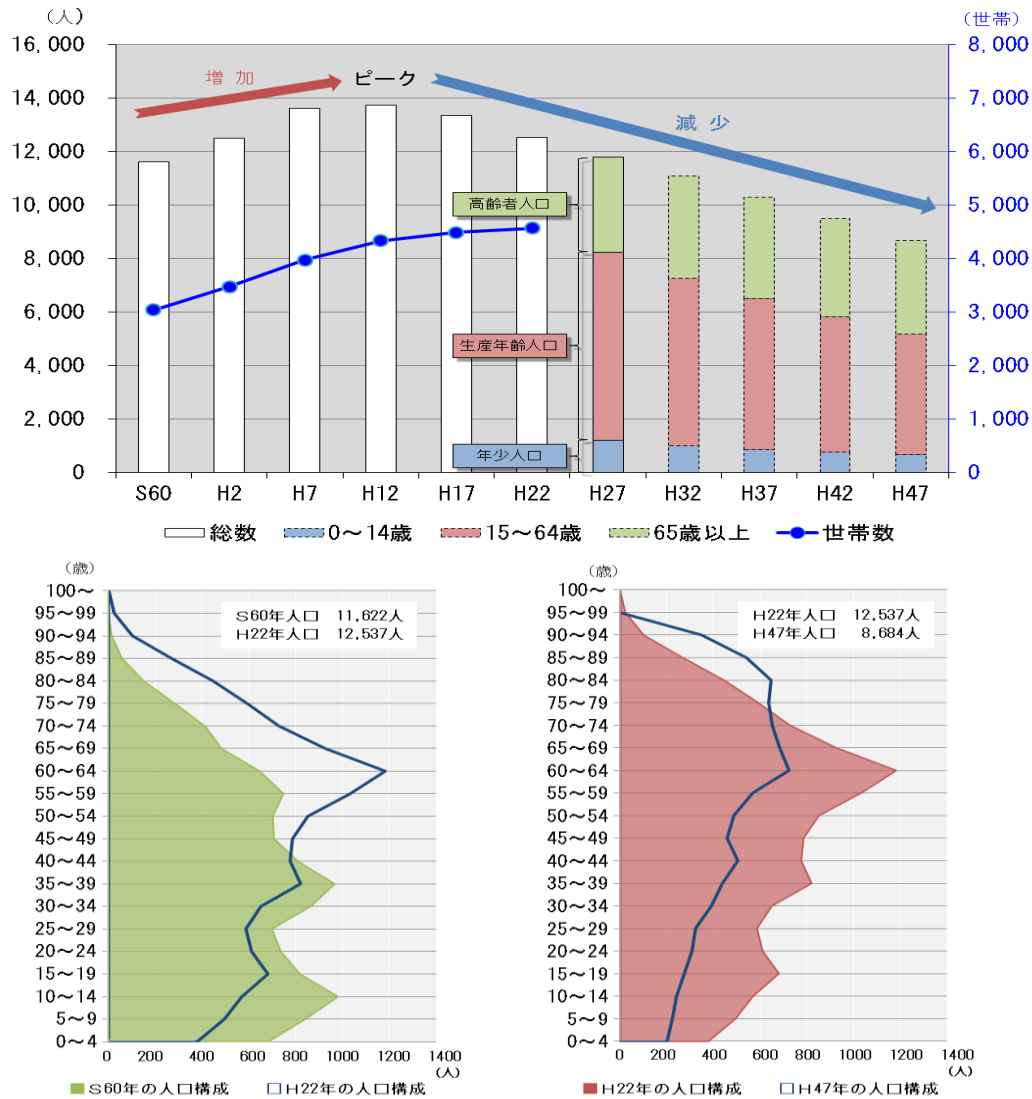 （人）
（世帯）
16,000
14,000
12,000
10,000
8,000
6,000
4,000
2,000
0
8,000
7,000
6,000
5,000
4,000
3,000
2,000
1,000
0
増 加
ピーク
減 少
高齢者人口
生産年齢人口
年少人口
S60 H2 H7 H12 H17 H22 H27 H32 H37 H42 H47
総数 0～14歳 15～64歳 65歳以上 世帯数
（歳）
100～
95～99
90～94
85～89
80～84
75～79
70～74
65～69
60～64
55～59
50～54
45～49
40～44
35～39
30～34
25～29
20～24
15～19
10～14
5～9
0～4
S60年人口 11,622人
H22年人口 12,537人
0 200 400 600 800 1000 1200 1400
（人）
S60年の人口構成 H22年の人口構成
（歳）
100～
95～99
90～94
85～89
80～84
75～79
70～74
65～69
60～64
55～59
50～54
45～49
40～44
35～39
30～34
25～29
20～24
15～19
10～14
5～9
0～4
H22年人口 12,537人
H47年人口 8,684人
0 200 400 600 800 1000 1200 1400
（人）
H22年の人口構成 H47年の人口構成